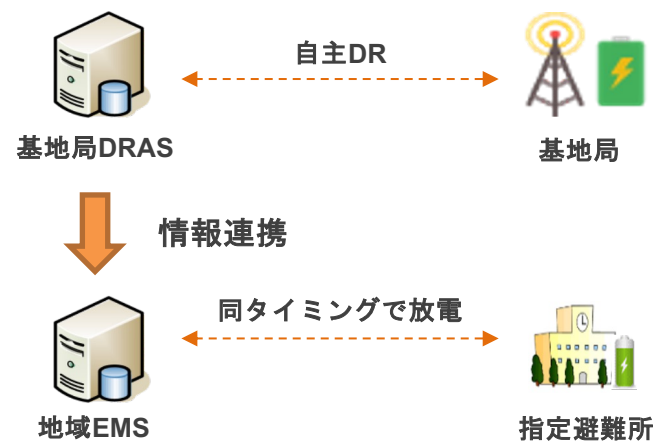 自主DR
基地局DRAS
基地局
情報連携
同タイミングで放電
地域EMS
指定避難所